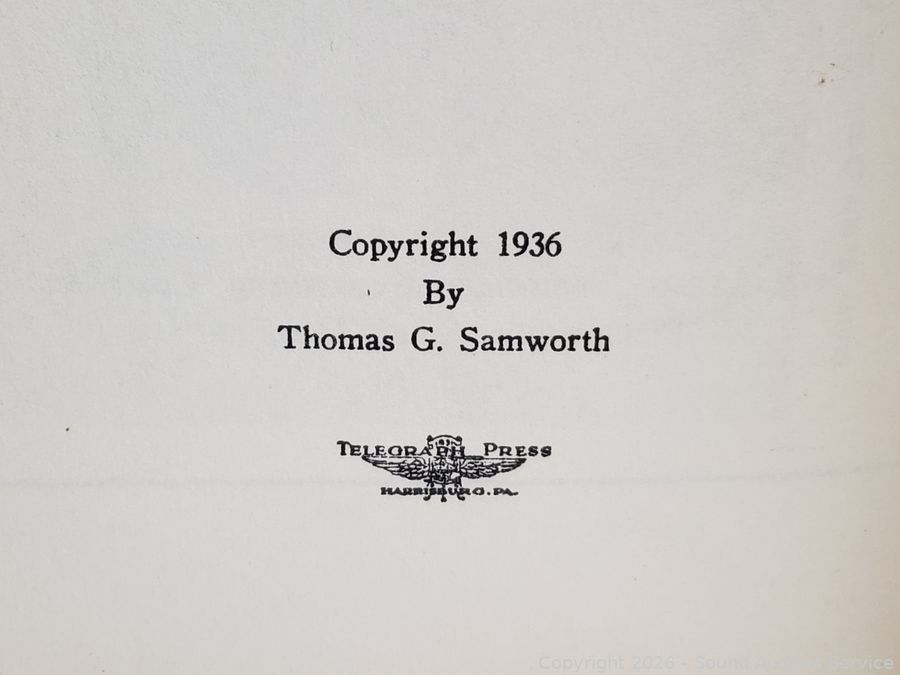 Copyright 1936
By
Thomas G. Samworth
TELEGRAPH PRESS
HARRISBURG, PA.
Copyright 2026 - Sound Auction Service